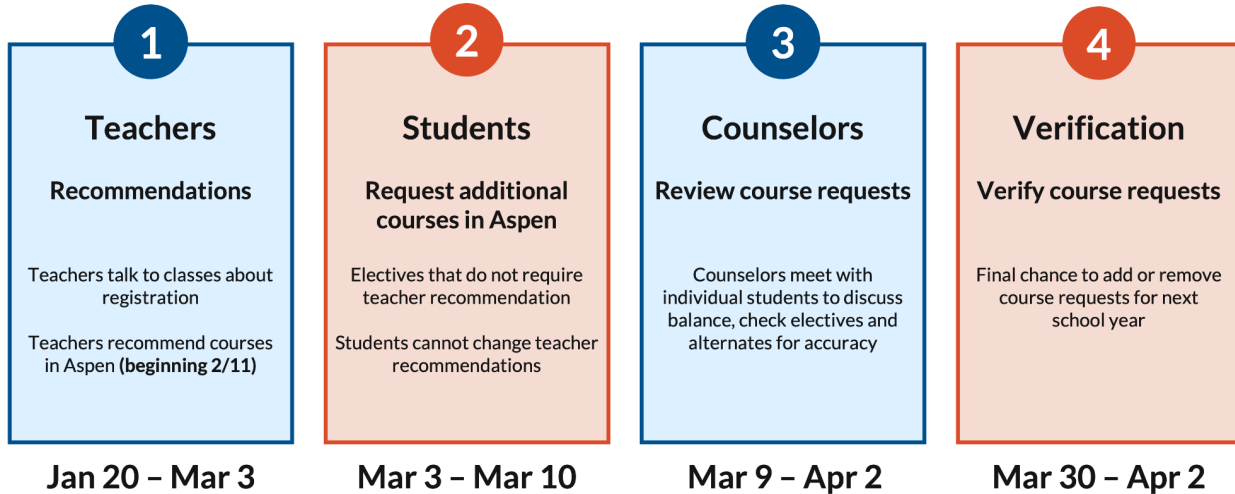 1
Teachers
Recommendations
Teachers talk to classes about
registration
Teachers recommend courses
in Aspen (beginning 2/11)
Jan 20 – Mar 3
2
Students
Request additional
courses in Aspen
Electives that do not require
teacher recommendation
Students cannot change teacher
recommendations
Mar 3 – Mar 10
3
Counselors
Review course requests
Counselors meet with
individual students to discuss
balance, check electives and
alternates for accuracy
Mar 9 – Apr 2
4
Verification
Verify course requests
Final chance to add or remove
course requests for next
school year
Mar 30 – Apr 2